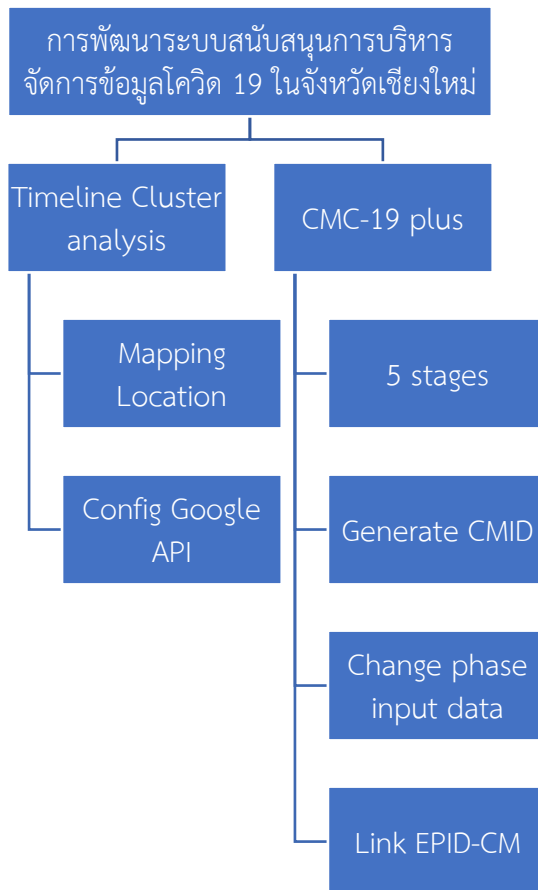 การพัฒนาระบบสนับสนุนการบริหาร
จัดการข้อมูลโควิด 19 ในจังหวัดเชียงใหม่
Timeline Cluster
analysis
CMC-19 plus
Mapping
Location
5 stages
Config Google
API
Generate CMID
Change phase
input data
Link EPID-CM